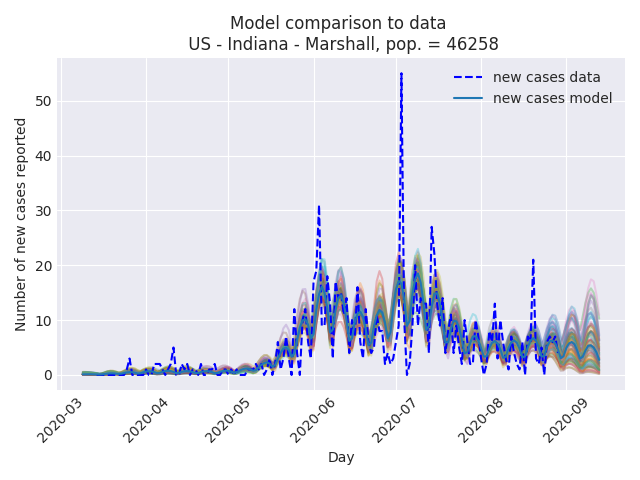 Model comparison to data
US - Indiana - Marshall, pop. = 46258
new cases data
new cases model
Number of new cases reported
50
40
30
20
10
0
2020-03
2020-04
2020-05
2020-06
2020-07
2020-08
2020-09
Day